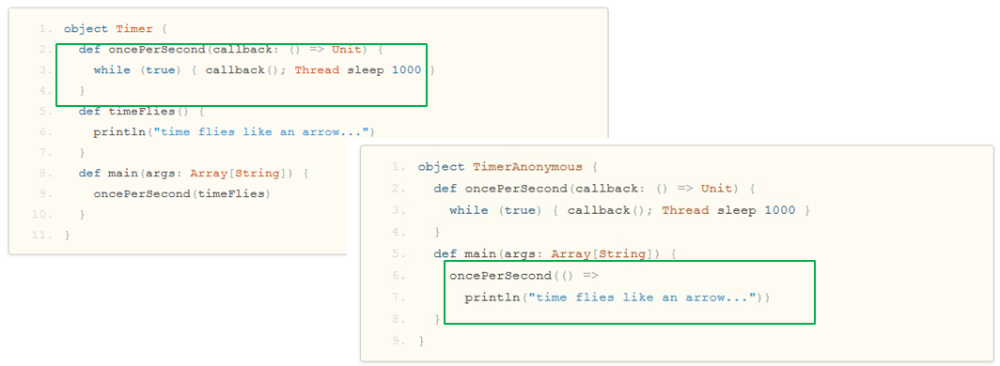 1. object Timer {
2. def oncePerSecond(callback: () => Unit) {
3. while (true) { callback(); Thread sleep 1000 }
4. }
5. def timeFlies() {
6. println("time flies like an arrow...")
7. }
8. def main(args: Array[String]) {
9. oncePerSecond(timeFlies)
10. }
11. }
1. object TimerAnonymous {
2. def oncePerSecond(callback: () => Unit) {
3. while (true) { callback(); Thread sleep 1000 }
4. }
5. def main(args: Array[String]) {
6. oncePerSecond(() =>
7. println("time flies like an arrow..."))
8. }
9. }